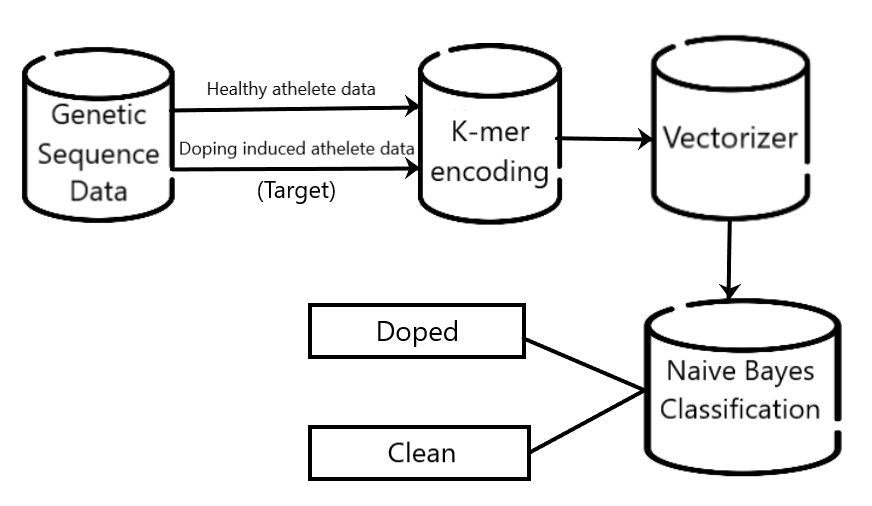 Healthy athelete data
Genetic
Sequence
Data
Doping induced athelete data
(Target)
K-mer
encoding
Vectorizer
Naive Bayes
Classification
Doped
Clean